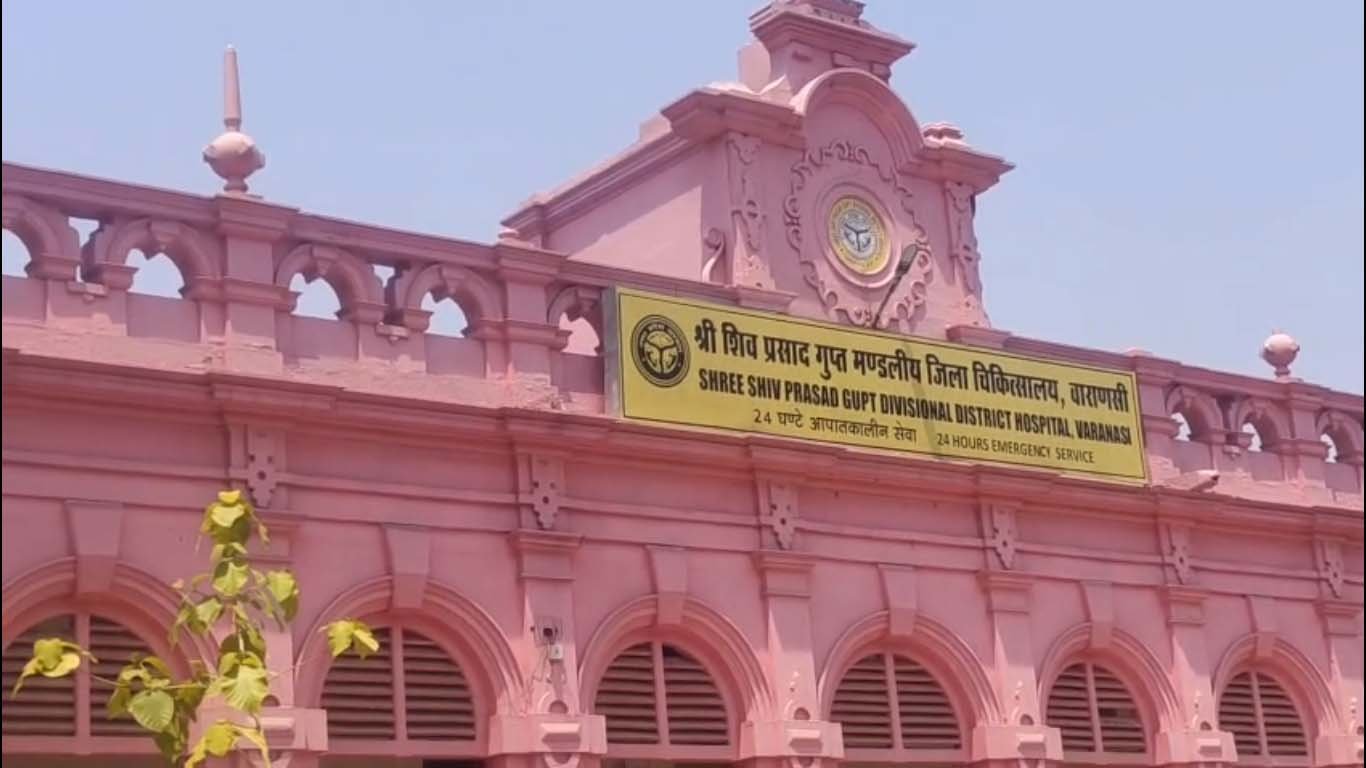 श्री शिव प्रसाद गुप्त मण्डलीय जिला चिकित्सालय, वाराणसी
SHREE SHIV PRASAD GUPT DIVISIONAL DISTRICT HOSPITAL, VARANASI
24 घण्टे आपातकालीन सेवा 24 HOURS EMERGENCY SERVICE